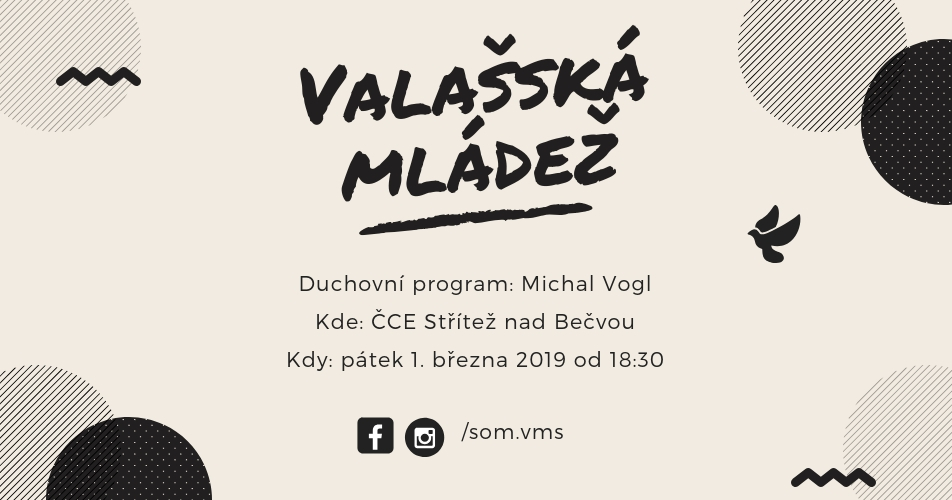 VALAŠSKÁ
MLÁDEŽ
Duchovní program: Michal Vogl
Kde: ČCE Střítež nad Bečvou
Kdy: pátek 1. března 2019 od 18:30
/som.vms